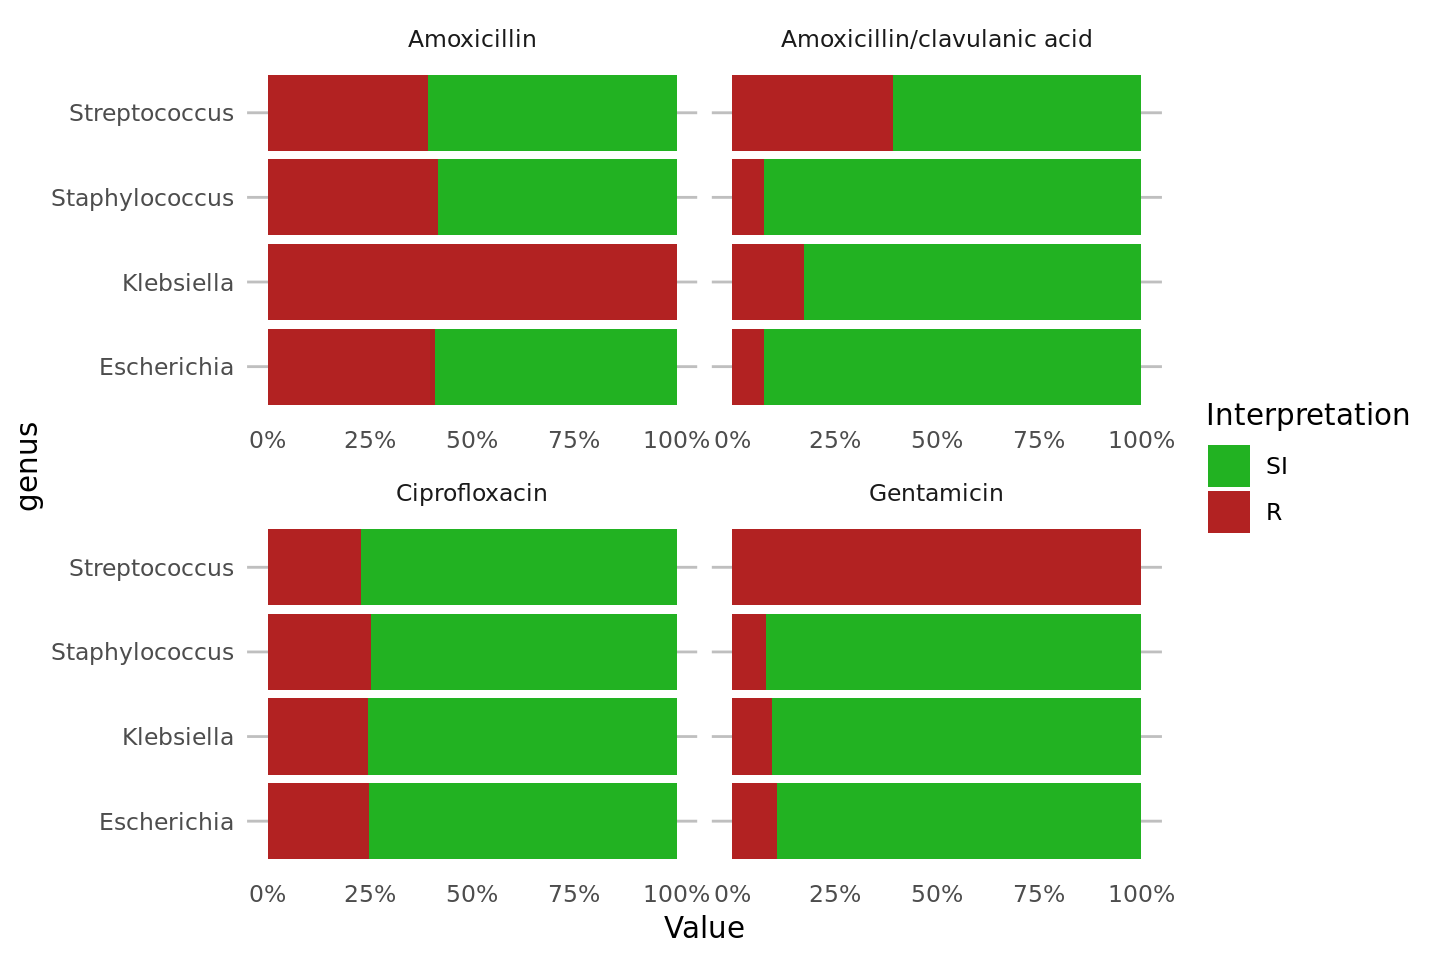 Amoxicillin
Amoxicillin/clavulanic acid
Streptococcus
Staphylococcus
Klebsiella
Escherichia
0% 25% 50% 75% 100% 0% 25% 50% 75% 100%
genus
Ciprofloxacin
Gentamicin
Streptococcus
Staphylococcus
Klebsiella
Escherichia
0% 25% 50% 75% 100% 0% 25% 50% 75% 100%
Value
Interpretation
SI
R